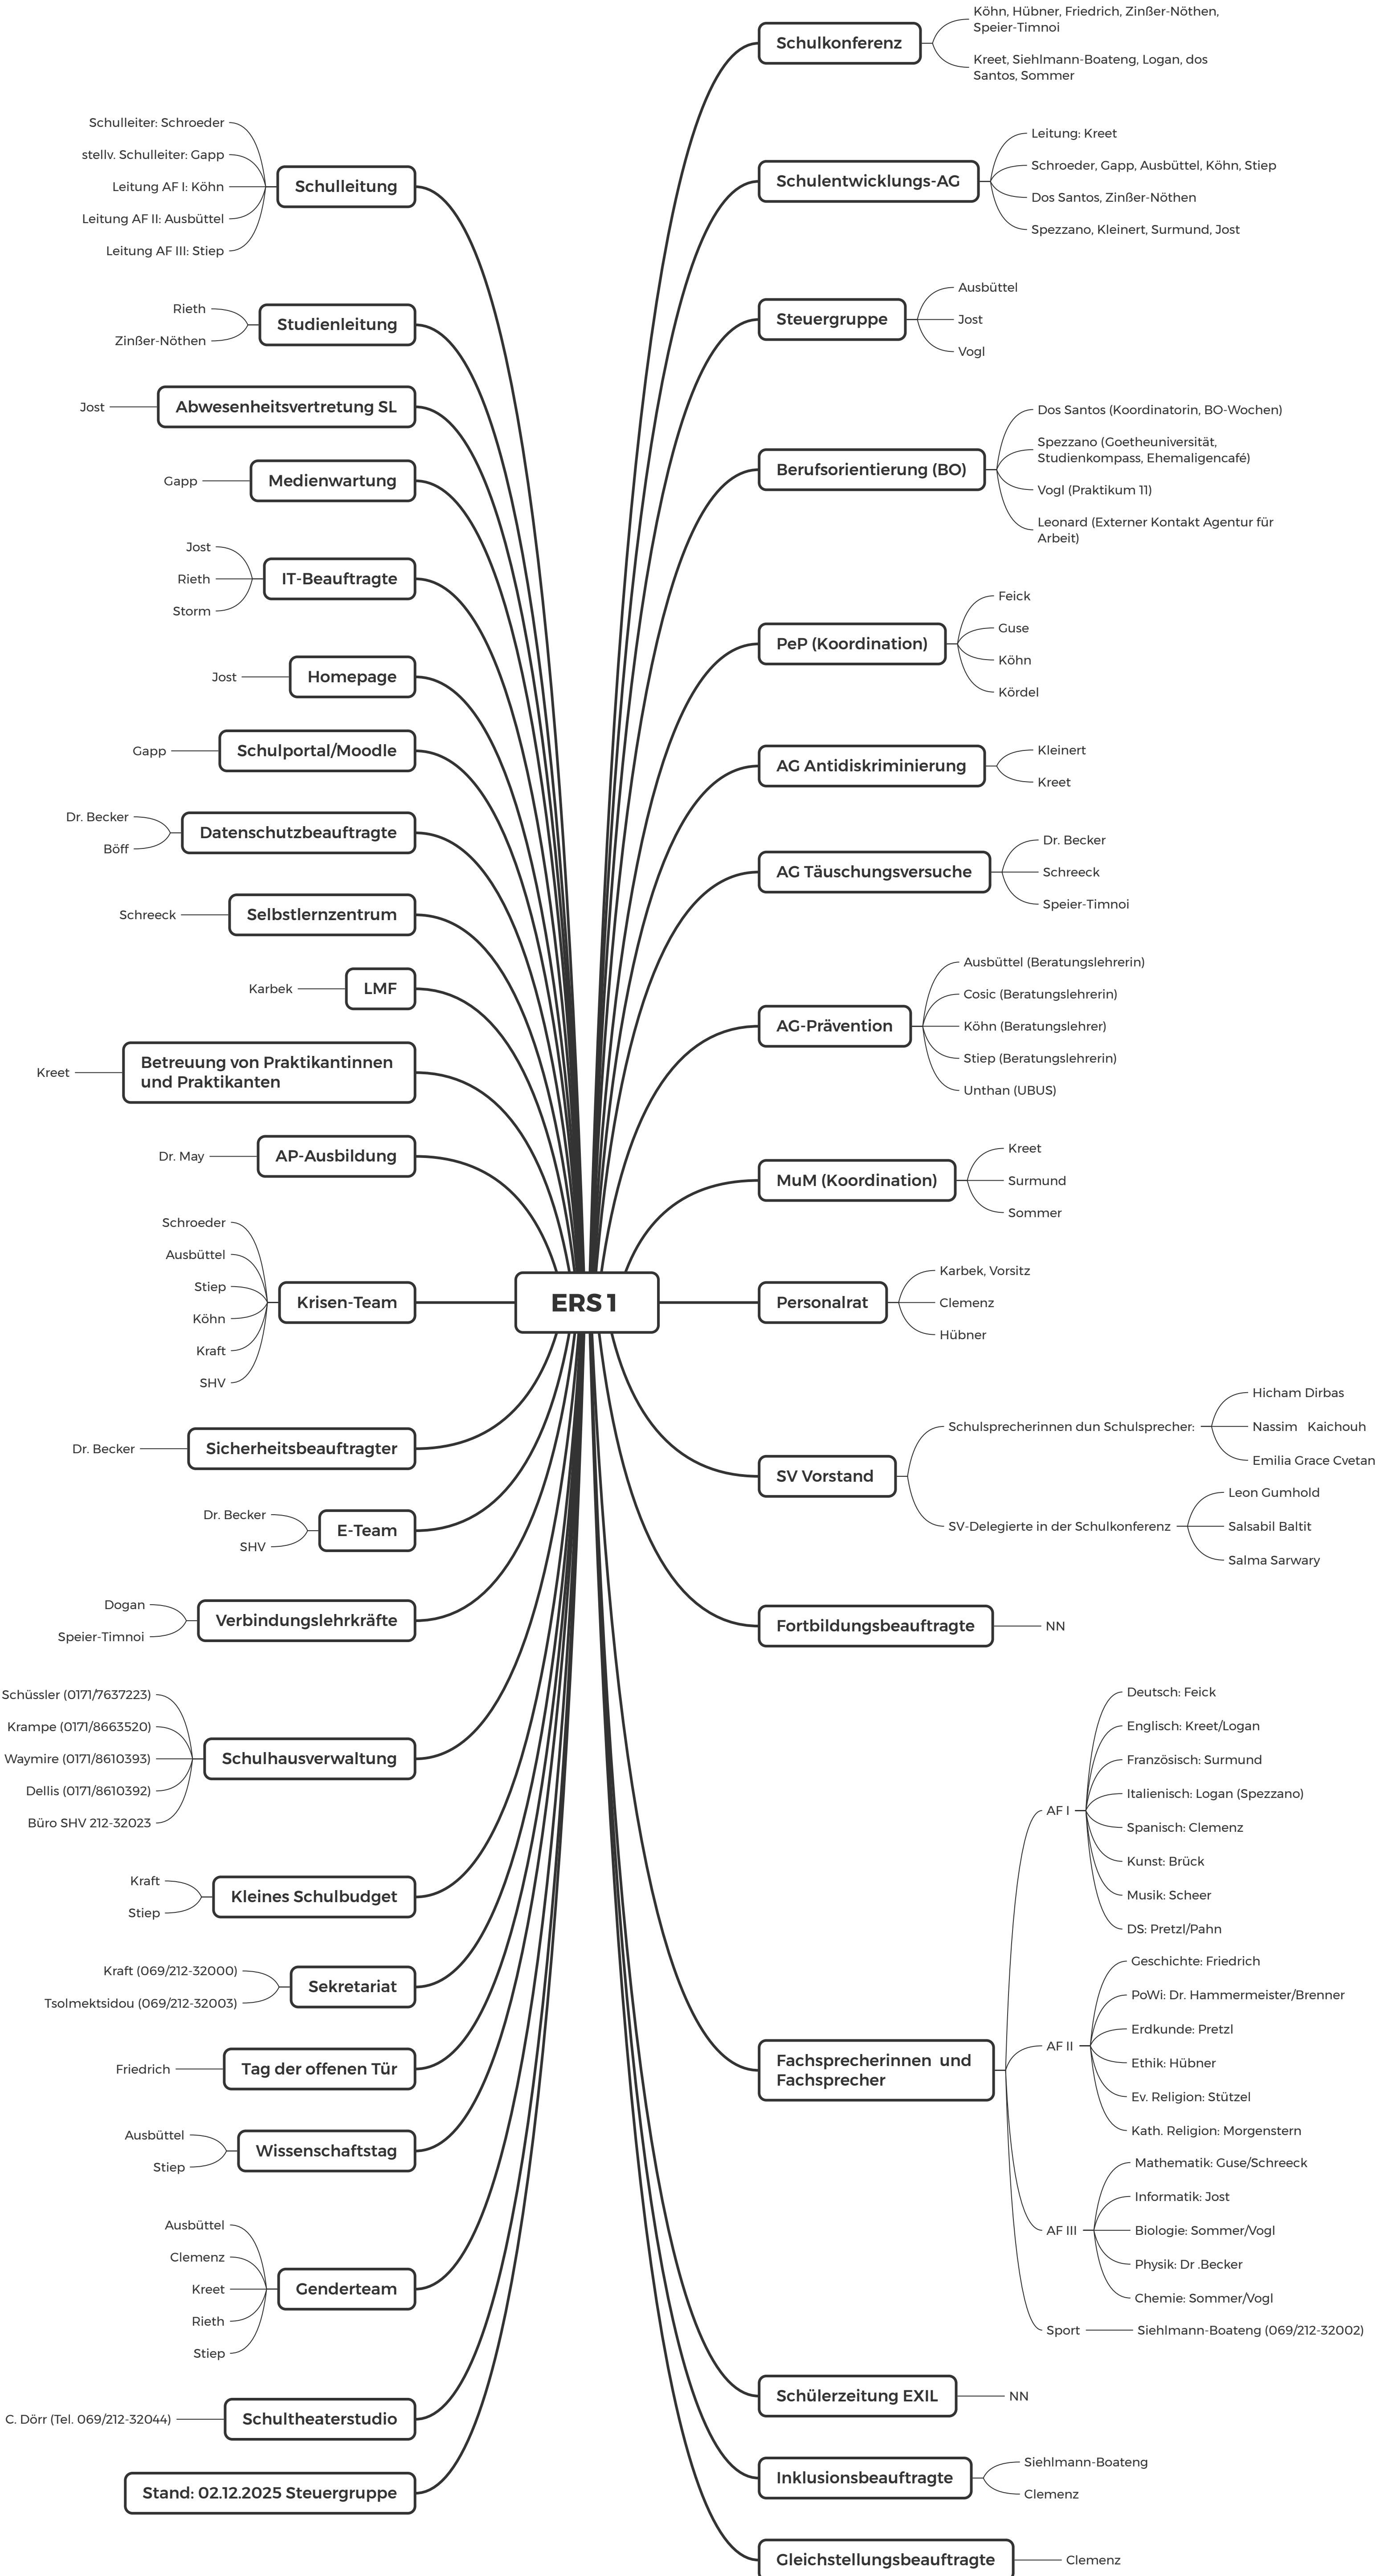 ERS 1
Schulleitung
Schulleiter: Schroeder
stellv. Schulleiter: Gapp
Leitung AF I: Köhn
Leitung AF II: Ausbüttel
Leitung AF III: Stiep
Studienleitung
Rieth
Zinßer-Nöthen
Abwesenheitsvertretung SL
Jost
Medienwartung
Gapp
IT-Beauftragte
Jost
Rieth
Storm
Homepage
Jost
Schulportal/Moodle
Gapp
Datenschutzbeauftragte
Dr. Becker
Böff
Selbstlernzentrum
Schreeck
LMF
Karbek
Betreuung von Praktikantinnen
und Praktikanten
Kreet
AP-Ausbildung
Dr. May
Krisen-Team
Schroeder
Ausbüttel
Stiep
Köhn
Kraft
SHV
Sicherheitsbeauftragter
Dr. Becker
E-Team
Dr. Becker
SHV
Verbindungslehrkräfte
Dogan
Speier-Timnoi
Schulhausverwaltung
Schüssler (0171/7637223)
Krampe (0171/8663520)
Waymire (0171/8610393)
Dellis (0171/8610392)
Büro SHV 212-32023
Kleines Schulbudget
Kraft
Stiep
Sekretariat
Kraft (069/212-32000)
Tsolmektsidou (069/212-32003)
Tag der offenen Tür
Friedrich
Wissenschaftstag
Ausbüttel
Stiep
Genderteam
Ausbüttel
Clemenz
Kreet
Rieth
Stiep
Schultheaterstudio
C. Dörr (Tel. 069/212-32044)
Stand: 02.12.2025 Steuergruppe
Schulkonferenz
Köhn, Hübner, Friedrich, Zinßer-Nöthen,
Speier-Timnoi
Kreet, Siehlmann-Boateng, Logan, dos
Santos, Sommer
Schulentwicklungs-AG
Leitung: Kreet
Schroeder, Gapp, Ausbüttel, Köhn, Stiep
Dos Santos, Zinßer-Nöthen
Spezzano, Kleinert, Surmund, Jost
Steuergruppe
Ausbüttel
Jost
Vogl
Berufsorientierung (BO)
Dos Santos (Koordinatorin, BO-Wochen)
Spezzano (Goetheuniversität,
Studienkompass, Ehemaligencafé)
Vogl (Praktikum 11)
Leonard (Externer Kontakt Agentur für
Arbeit)
PeP (Koordination)
Feick
Guse
Köhn
Kördel
AG Antidiskriminierung
Kleinert
Kreet
AG Täuschungsversuche
Dr. Becker
Schreeck
Speier-Timnoi
AG-Prävention
Ausbüttel (Beratungslehrerin)
Cosic (Beratungslehrerin)
Köhn (Beratungslehrer)
Stiep (Beratungslehrerin)
Unthan (UBUS)
MuM (Koordination)
Kreet
Surmund
Sommer
Personalrat
Karbek, Vorsitz
Clemenz
Hübner
SV Vorstand
Schulsprecherinnen dun Schulsprecher:
Hicham Dirbas
Nassim Kaichouh
Emilia Grace Cvetan
SV-Delegierte in der Schulkonferenz
Leon Gumhold
Salsabil Baltit
Salma Sarwary
Fortbildungsbeauftragte
NN
Fachsprecherinnen und
Fachsprecher
AF I
Deutsch: Feick
Englisch: Kreet/Logan
Französisch: Surmund
Italienisch: Logan (Spezzano)
Spanisch: Clemenz
Kunst: Brück
Musik: Scheer
DS: Pretzl/Pahn
AF II
Geschichte: Friedrich
PoWi: Dr. Hammermeister/Brenner
Erdkunde: Pretzl
Ethik: Hübner
Ev. Religion: Stützel
Kath. Religion: Morgenstern
AF III
Mathematik: Guse/Schreeck
Informatik: Jost
Biologie: Sommer/Vogl
Physik: Dr .Becker
Chemie: Sommer/Vogl
Sport
Siehlmann-Boateng (069/212-32002)
Schülerzeitung EXIL
NN
Inklusionsbeauftragte
Siehlmann-Boateng
Clemenz
Gleichstellungsbeauftragte
Clemenz